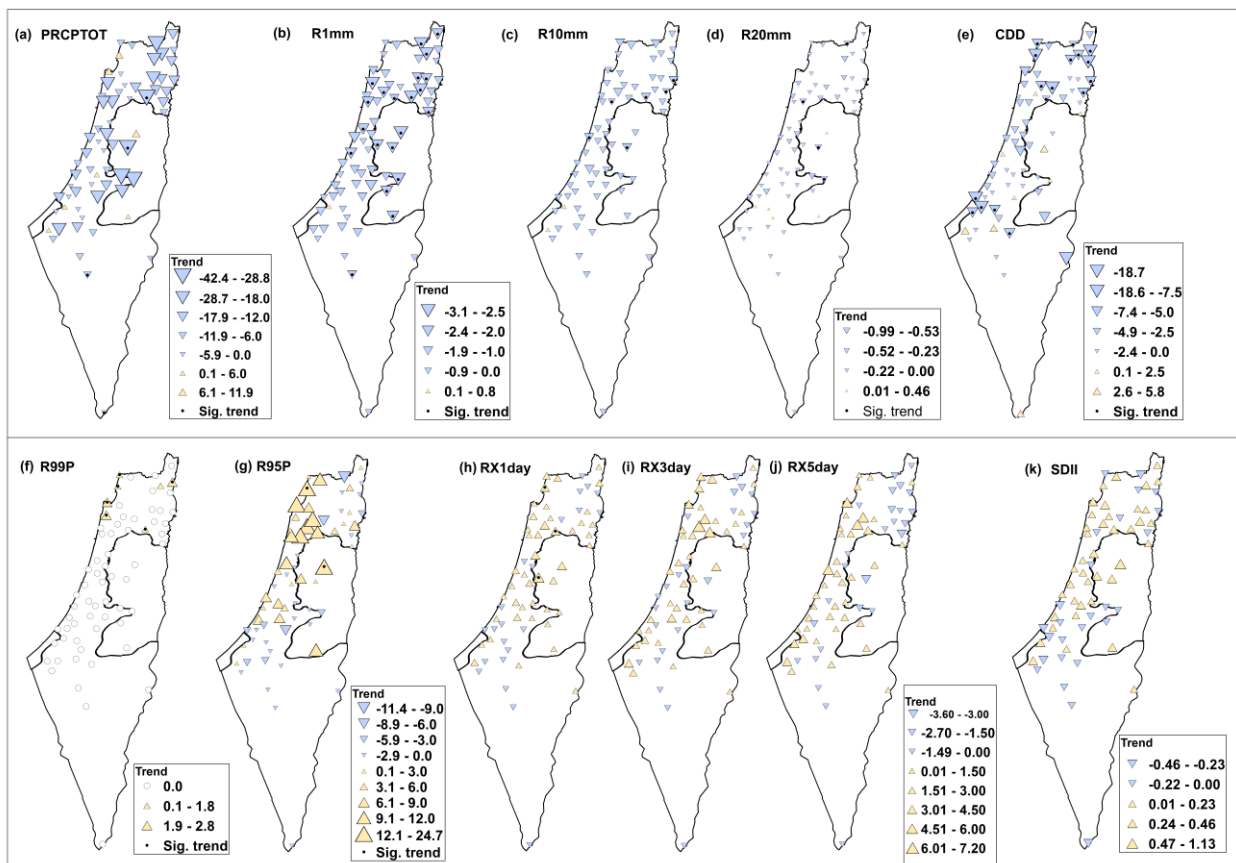 (a) PRCPTOT
(b) R1mm
(c) R10mm
(d) R20mm
(e) CDD
Trend
-42.4 - -28.8
-28.7 - -18.0
-17.9 - -12.0
-11.9 - -6.0
-5.9 - 0.0
0.1 - 6.0
6.1 - 11.9
Sig. trend
Trend
-3.1 - -2.5
-2.4 - -2.0
-1.9 - -1.0
-0.9 - 0.0
0.1 - 0.8
Sig. trend
Trend
-0.99 - -0.53
-0.52 - -0.23
-0.22 - 0.00
0.01 - 0.46
Sig. trend
Trend
-18.7
-18.6 - -7.5
-7.4 - -5.0
-4.9 - -2.5
-2.4 - 0.0
0.1 - 2.5
2.6 - 5.8
Sig. trend
(f) R99P
(g) R95P
(h) RX1day
(i) RX3day
(j) RX5day
(k) SDII
Trend
0.0
0.1 - 1.8
1.9 - 2.8
Sig. trend
Trend
-11.4 - -9.0
-8.9 - -6.0
-5.9 - -3.0
-2.9 - 0.0
0.1 - 3.0
3.1 - 6.0
6.1 - 9.0
9.1 - 12.0
12.1 - 24.7
Sig. trend
Trend
-3.60 - -3.00
-2.70 - -1.50
-1.49 - 0.00
0.01 - 1.50
1.51 - 3.00
3.01 - 4.50
4.51 - 6.00
6.01 - 7.20
Trend
-0.46 - -0.23
-0.22 - 0.00
0.01 - 0.23
0.24 - 0.46
0.47 - 1.13